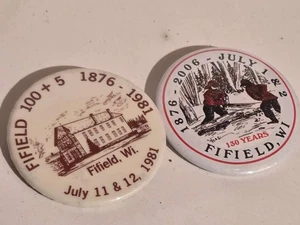 FIFIELD 100 + 5 1876 - 1981
Fifield, Wi.
July 11 & 12, 1981
1876 - 2006 - JULY 1 & 2
130 YEARS
FIFIELD, WI